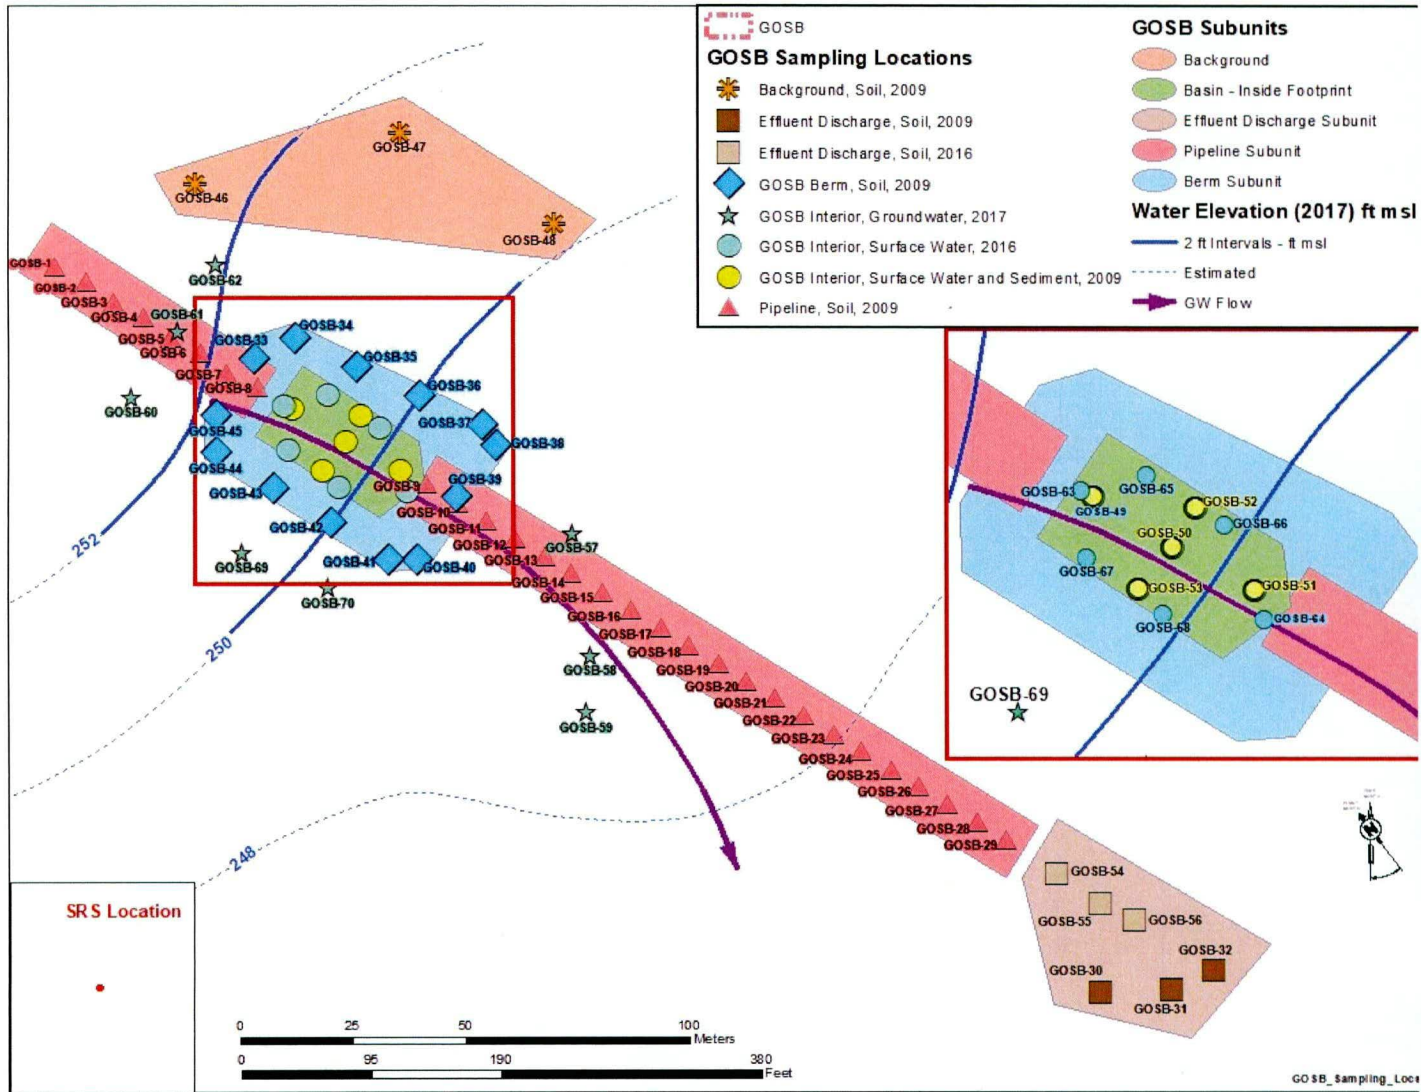 GOSB
GOSB Sampling Locations
Background, Soil, 2009
Effluent Discharge, Soil, 2009
Effluent Discharge, Soil, 2016
GOSB Berm, Soil, 2009
GOSB Interior, Groundwater, 2017
GOSB Interior, Surface Water, 2016
GOSB Interior, Surface Water and Sediment, 2009
Pipeline, Soil, 2009
GOSB Subunits
Background
Basin - Inside Footprint
Effluent Discharge Subunit
Pipeline Subunit
Berm Subunit
Water Elevation (2017) ft msl
2 ft Intervals - ft msl
Estimated
GW Flow
GOSB-47
GOSB-46
GOSB-48
GOSB-1
GOSB-2
GOSB-3
GOSB-4
GOSB-5
GOSB-6
GOSB-7
GOSB-8
GOSB-62
GOSB-61
GOSB-60
GOSB-33
GOSB-34
GOSB-35
GOSB-36
GOSB-37
GOSB-38
GOSB-39
GOSB-45
GOSB-44
GOSB-43
GOSB-42
GOSB-41
GOSB-40
GOSB-9
GOSB-10
GOSB-11
GOSB-12
GOSB-13
GOSB-14
GOSB-15
GOSB-16
GOSB-17
GOSB-18
GOSB-19
GOSB-20
GOSB-21
GOSB-22
GOSB-23
GOSB-24
GOSB-25
GOSB-26
GOSB-27
GOSB-28
GOSB-29
GOSB-57
GOSB-58
GOSB-59
GOSB-69
GOSB-70
252
250
248
GOSB-63
GOSB-49
GOSB-65
GOSB-52
GOSB-66
GOSB-50
GOSB-67
GOSB-53
GOSB-51
GOSB-68
GOSB-64
GOSB-69
GOSB-54
GOSB-55
GOSB-56
GOSB-32
GOSB-30
GOSB-31
N
SRS Location
0 25 50 100
Meters
0 95 190 380
Feet
GOSB_Sampling_Loc